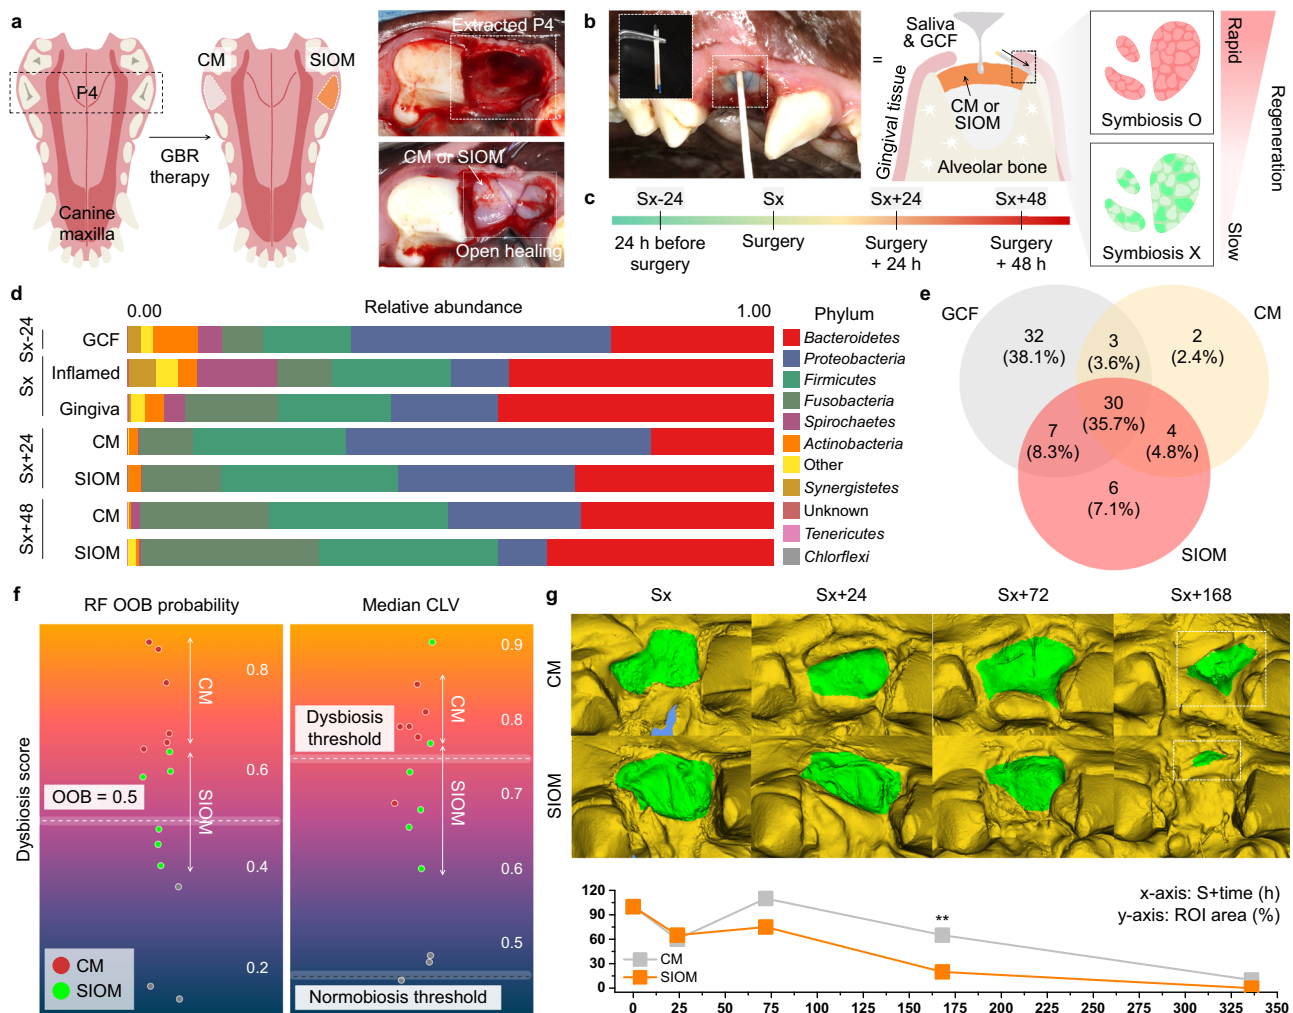 a
CM
SIOM
P4
GBR
therapy
Canine
maxilla
Extracted P4
CM or SIOM
Open healing
b
=
Saliva
& GCF
Gingival tissue
CM or
SIOM
Alveolar bone
Symbiosis O
Symbiosis X
Rapid
Regeneration
Slow
c
Sx-24
Sx
Sx+24
Sx+48
24 h before
surgery
Surgery
Surgery
+ 24 h
Surgery
+ 48 h
d
0.00
Relative abundance
1.00
Sx-24
GCF
Sx
Inflamed
Gingiva
Sx+24
CM
SIOM
Sx+48
CM
SIOM
Phylum
Bacteroidetes
Proteobacteria
Firmicutes
Fusobacteria
Spirochaetes
Actinobacteria
Other
Synergistetes
Unknown
Tenericutes
Chlorflexi
e
GCF
CM
32
(38.1%)
3
(3.6%)
2
(2.4%)
30
(35.7%)
7
(8.3%)
4
(4.8%)
6
(7.1%)
SIOM
f
RF OOB probability
Median CLV
Dysbiosis score
0.8
0.6
0.4
0.2
CM
SIOM
OOB = 0.5
CM
SIOM
0.9
0.8
0.7
0.6
0.5
CM
SIOM
Dysbiosis
threshold
Normobiosis threshold
g
Sx
Sx+24
Sx+72
Sx+168
CM
SIOM
120
90
60
30
0
CM
SIOM
**
x-axis: S+time (h)
y-axis: ROI area (%)
0
25
50
75
100
125
150
175
200
225
250
275
300
325
350